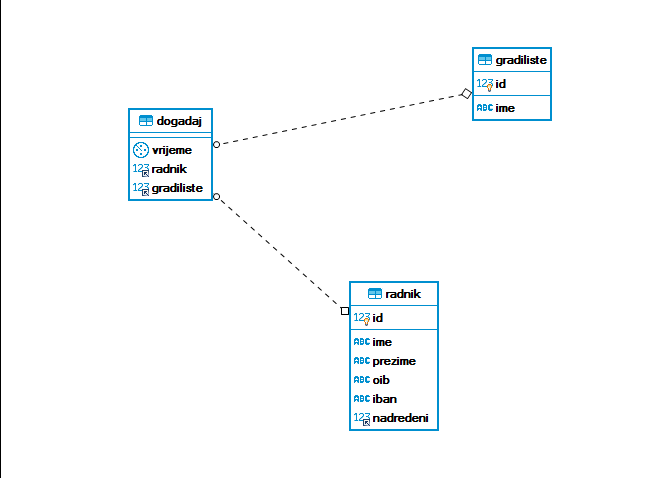 gradiliste
123 id
ABC ime
dogadaj
vrijeme
123 radnik
123 gradiliste
radnik
123 id
ABC ime
ABC prezime
ABC oib
ABC iban
123 nadredeni